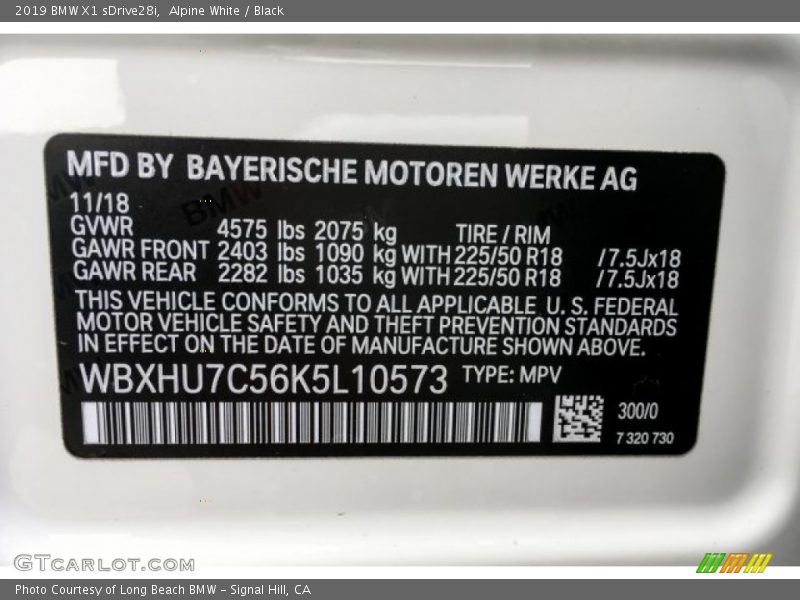 2019 BMW X1 sDrive28i, Alpine White / Black
MFD BY BAYERISCHE MOTOREN WERKE AG
11/18
GVWR 4575 lbs 2075 kg TIRE / RIM
GAWR FRONT 2403 lbs 1090 kg WITH 225/50 R18 /7.5Jx18
GAWR REAR 2282 lbs 1035 kg WITH 225/50 R18 /7.5Jx18
THIS VEHICLE CONFORMS TO ALL APPLICABLE U. S. FEDERAL
MOTOR VEHICLE SAFETY AND THEFT PREVENTION STANDARDS
IN EFFECT ON THE DATE OF MANUFACTURE SHOWN ABOVE.
WBXHU7C56K5L10573 TYPE: MPV
300/0
7 320 730
GTCARLOT.COM
Photo Courtesy of Long Beach BMW - Signal Hill, CA